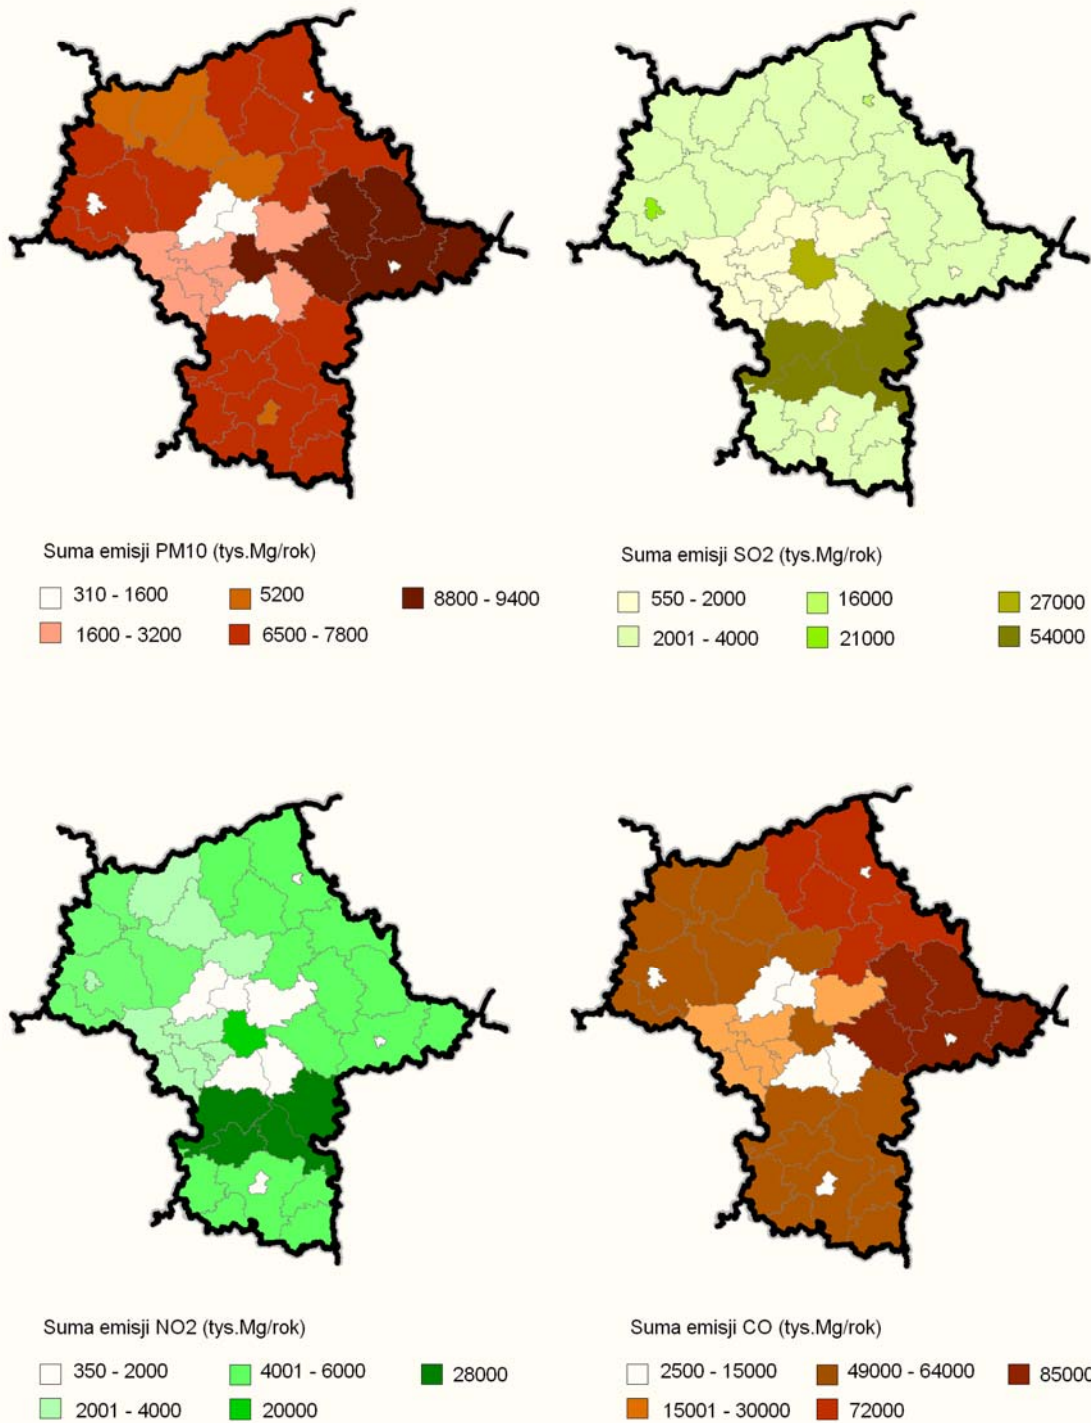 Suma emisji PM10 (tys.Mg/rok)
310 - 1600
5200
8800 - 9400
1600 - 3200
6500 - 7800
Suma emisji SO2 (tys.Mg/rok)
550 - 2000
16000
27000
2001 - 4000
21000
54000
Suma emisji NO2 (tys.Mg/rok)
350 - 2000
4001 - 6000
28000
2001 - 4000
20000
Suma emisji CO (tys.Mg/rok)
2500 - 15000
49000 - 64000
85000
15001 - 30000
72000